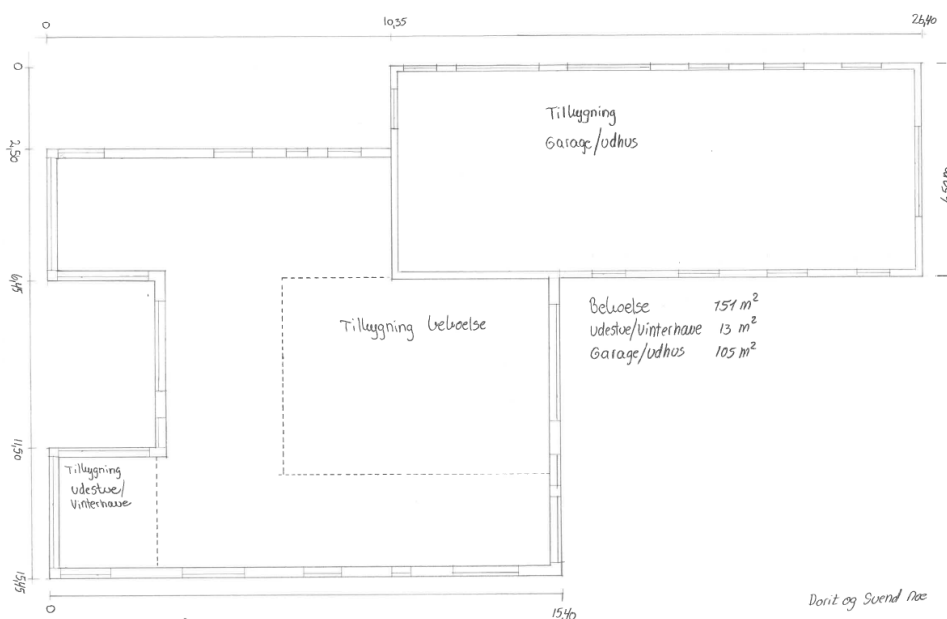 0
10,35
26,40
0
2,50
6,45
11,50
15,45
Tilbygning
Garage/udhus
Tilbygning beboelse
Beboelse 151 m²
Udestue/Vinterhave 13 m²
Garage/udhus 105 m²
Tilbygning
udestue/
Vinterhave
0
15,40
Dorit og Svend